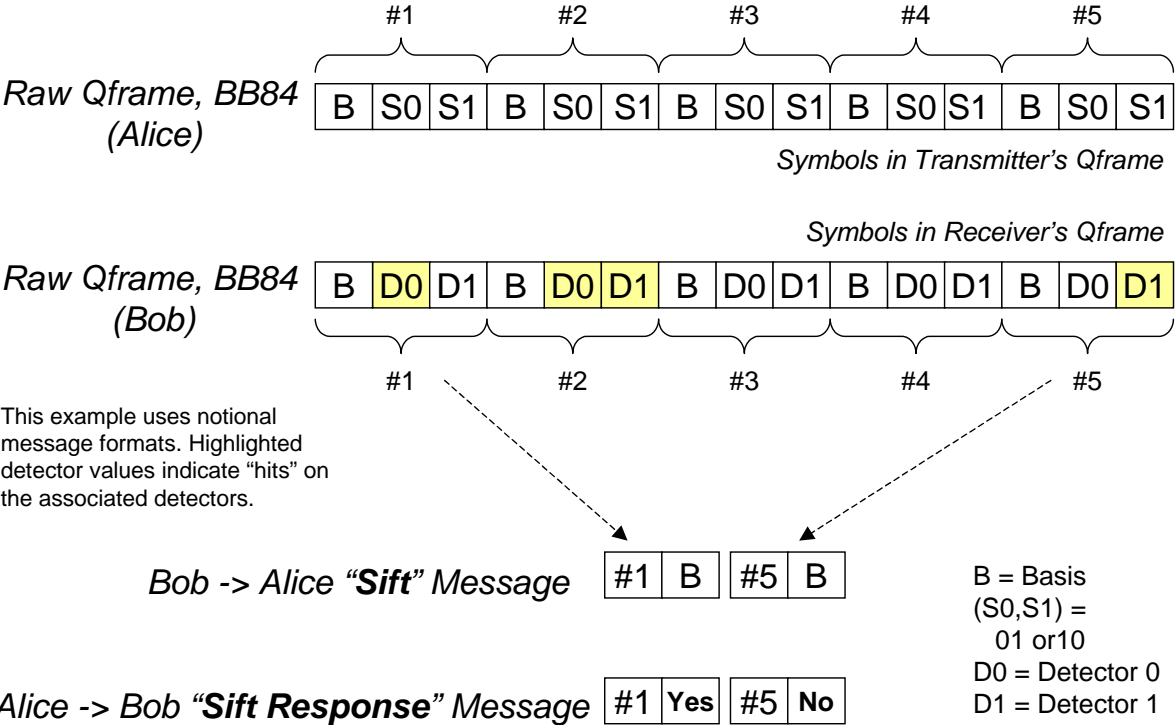 #1 #2 #3 #4 #5
Raw Qframe, BB84
(Alice)
B S0 S1 B S0 S1 B S0 S1 B S0 S1 B S0 S1
Symbols in Transmitter's Qframe
Symbols in Receiver's Qframe
Raw Qframe, BB84
(Bob)
B D0 D1 B D0 D1 B D0 D1 B D0 D1 B D0 D1
#1 #2 #3 #4 #5
This example uses notional
message formats. Highlighted
detector values indicate “hits” on
the associated detectors.
Bob -> Alice “Sift” Message #1 B #5 B
Alice -> Bob “Sift Response” Message #1 Yes #5 No
B = Basis
(S0,S1) =
01 or10
D0 = Detector 0
D1 = Detector 1